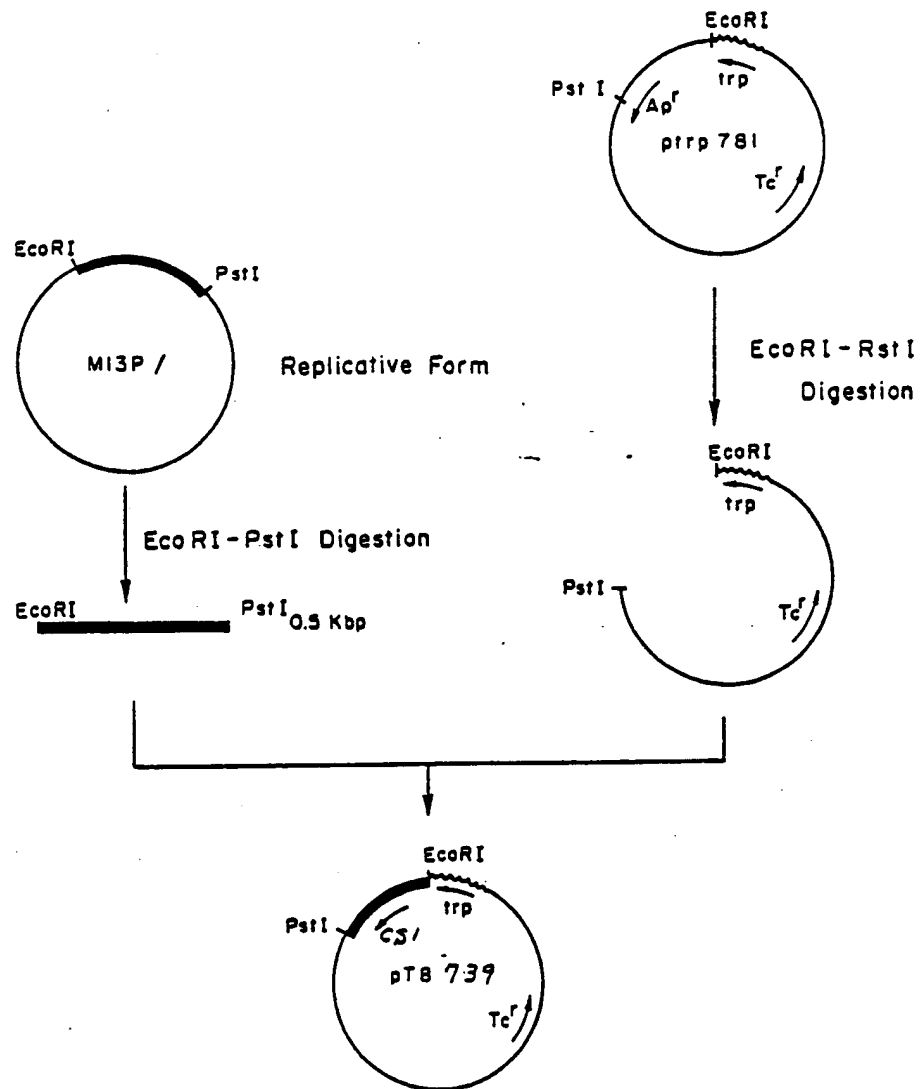 EcoRI
trp
Pst I
Apʳ
ptrp 781
Tcʳ
EcoRI
PstI
M13P /
Replicative Form
EcoRI-RstI
Digestion
EcoRI
trp
EcoRI-PstI Digestion
PstI
EcoRI
PstI 0.5 Kbp
Tcʳ
EcoRI
trp
PstI
CS1
pT8 739
Tcʳ